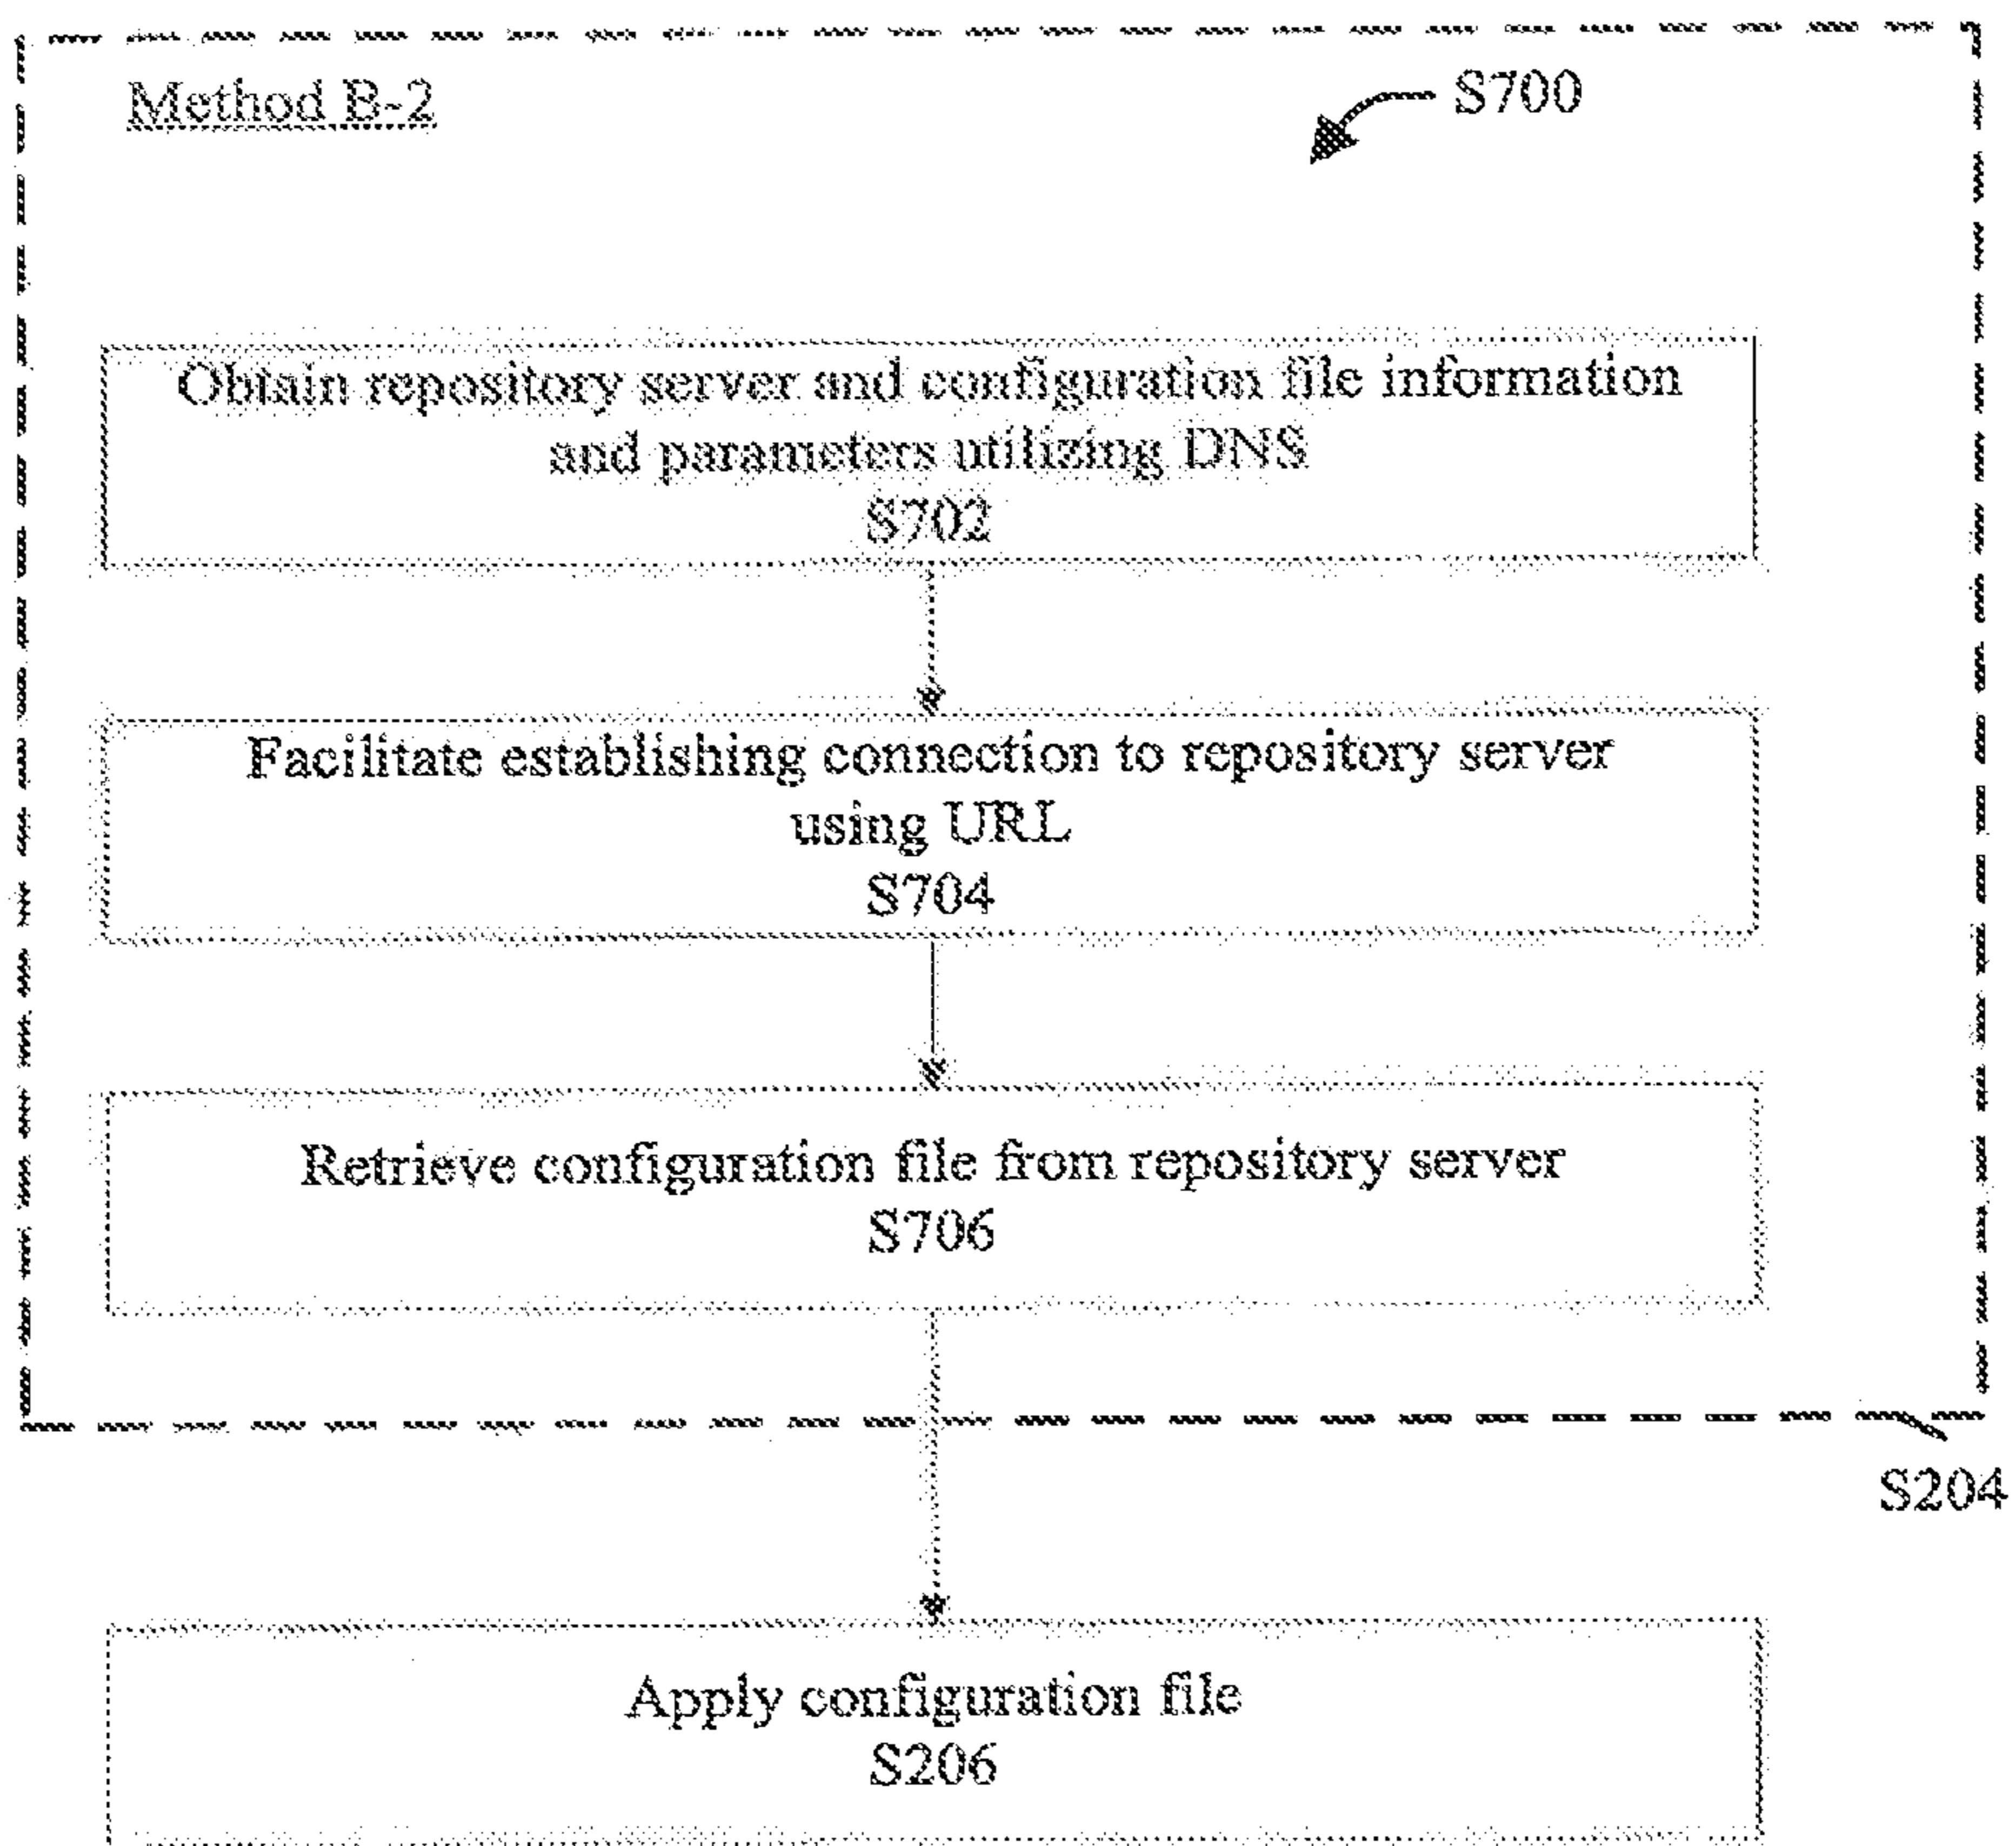 Method B-2
S700
Obtain repository server and configuration file information
and parameters utilizing DNS
S702
Facilitate establishing connection to repository server
using URL
S704
Retrieve configuration file from repository server
S706
S204
Apply configuration file
S206